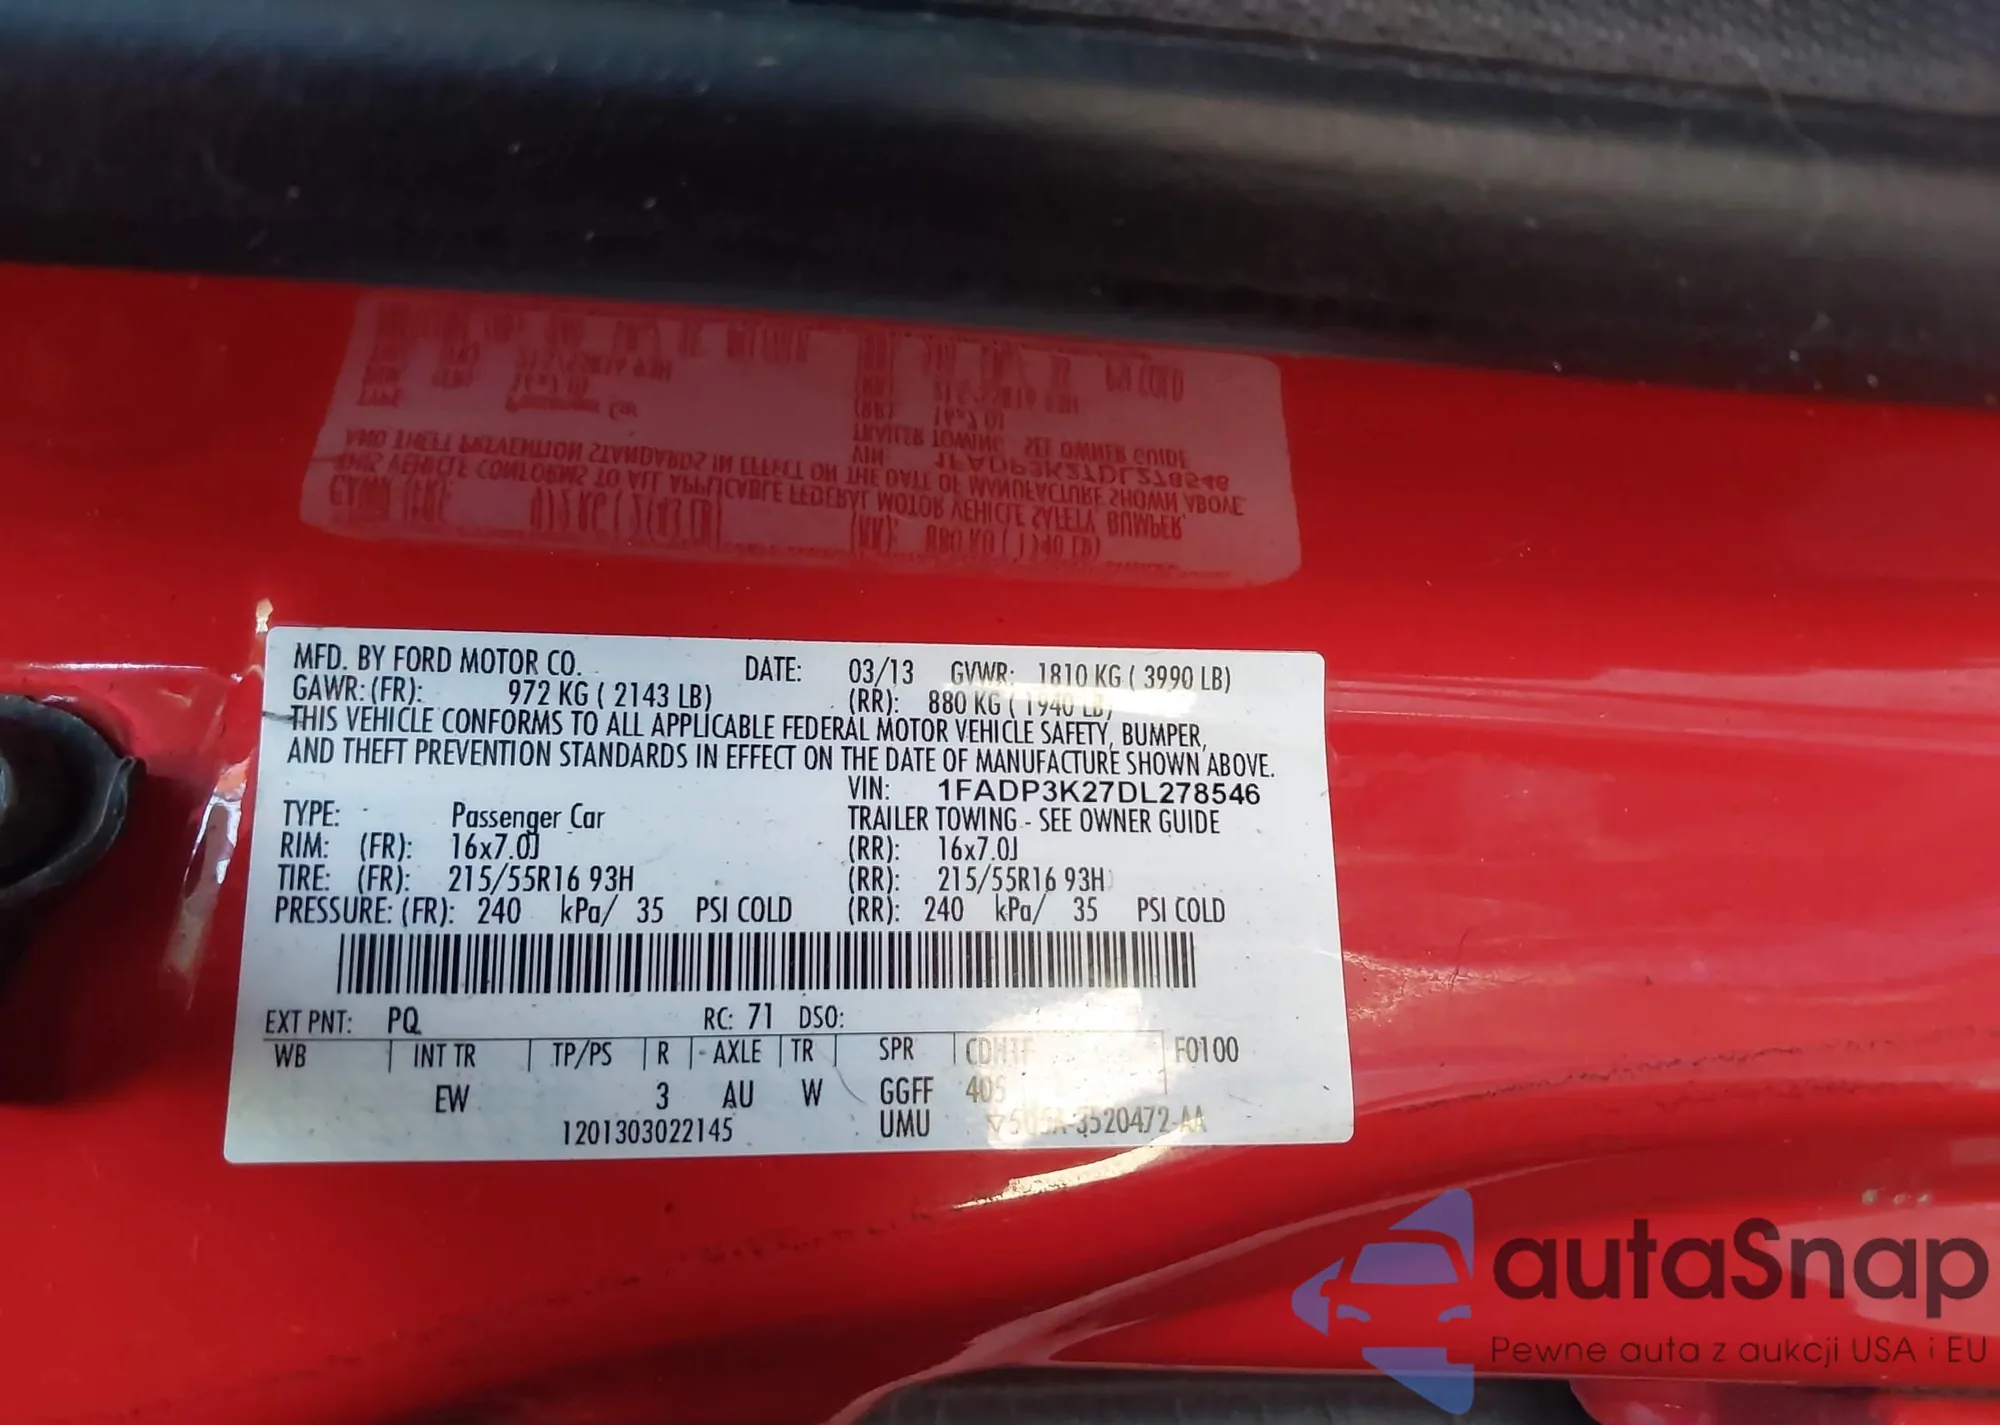 MFD. BY FORD MOTOR CO. DATE: 03/13 GVWR: 1810 KG ( 3990 LB)
GAWR: (FR): 972 KG ( 2143 LB) (RR): 880 KG ( 1940 LB)
THIS VEHICLE CONFORMS TO ALL APPLICABLE FEDERAL MOTOR VEHICLE SAFETY, BUMPER,
AND THEFT PREVENTION STANDARDS IN EFFECT ON THE DATE OF MANUFACTURE SHOWN ABOVE.
VIN: 1FADP3K27DL278546
TYPE: Passenger Car TRAILER TOWING - SEE OWNER GUIDE
RIM: (FR): 16x7.0J (RR): 16x7.0J
TIRE: (FR): 215/55R16 93H (RR): 215/55R16 93H
PRESSURE: (FR): 240 kPa/ 35 PSI COLD (RR): 240 kPa/ 35 PSI COLD
EXT PNT: PQ RC: 71 DSO:
WB INT TR TP/PS R AXLE TR SPR F0100
EW 3 AU W GGFF
1201303022145 UMU
autaSnap
Pewne auta z aukcji USA i EU